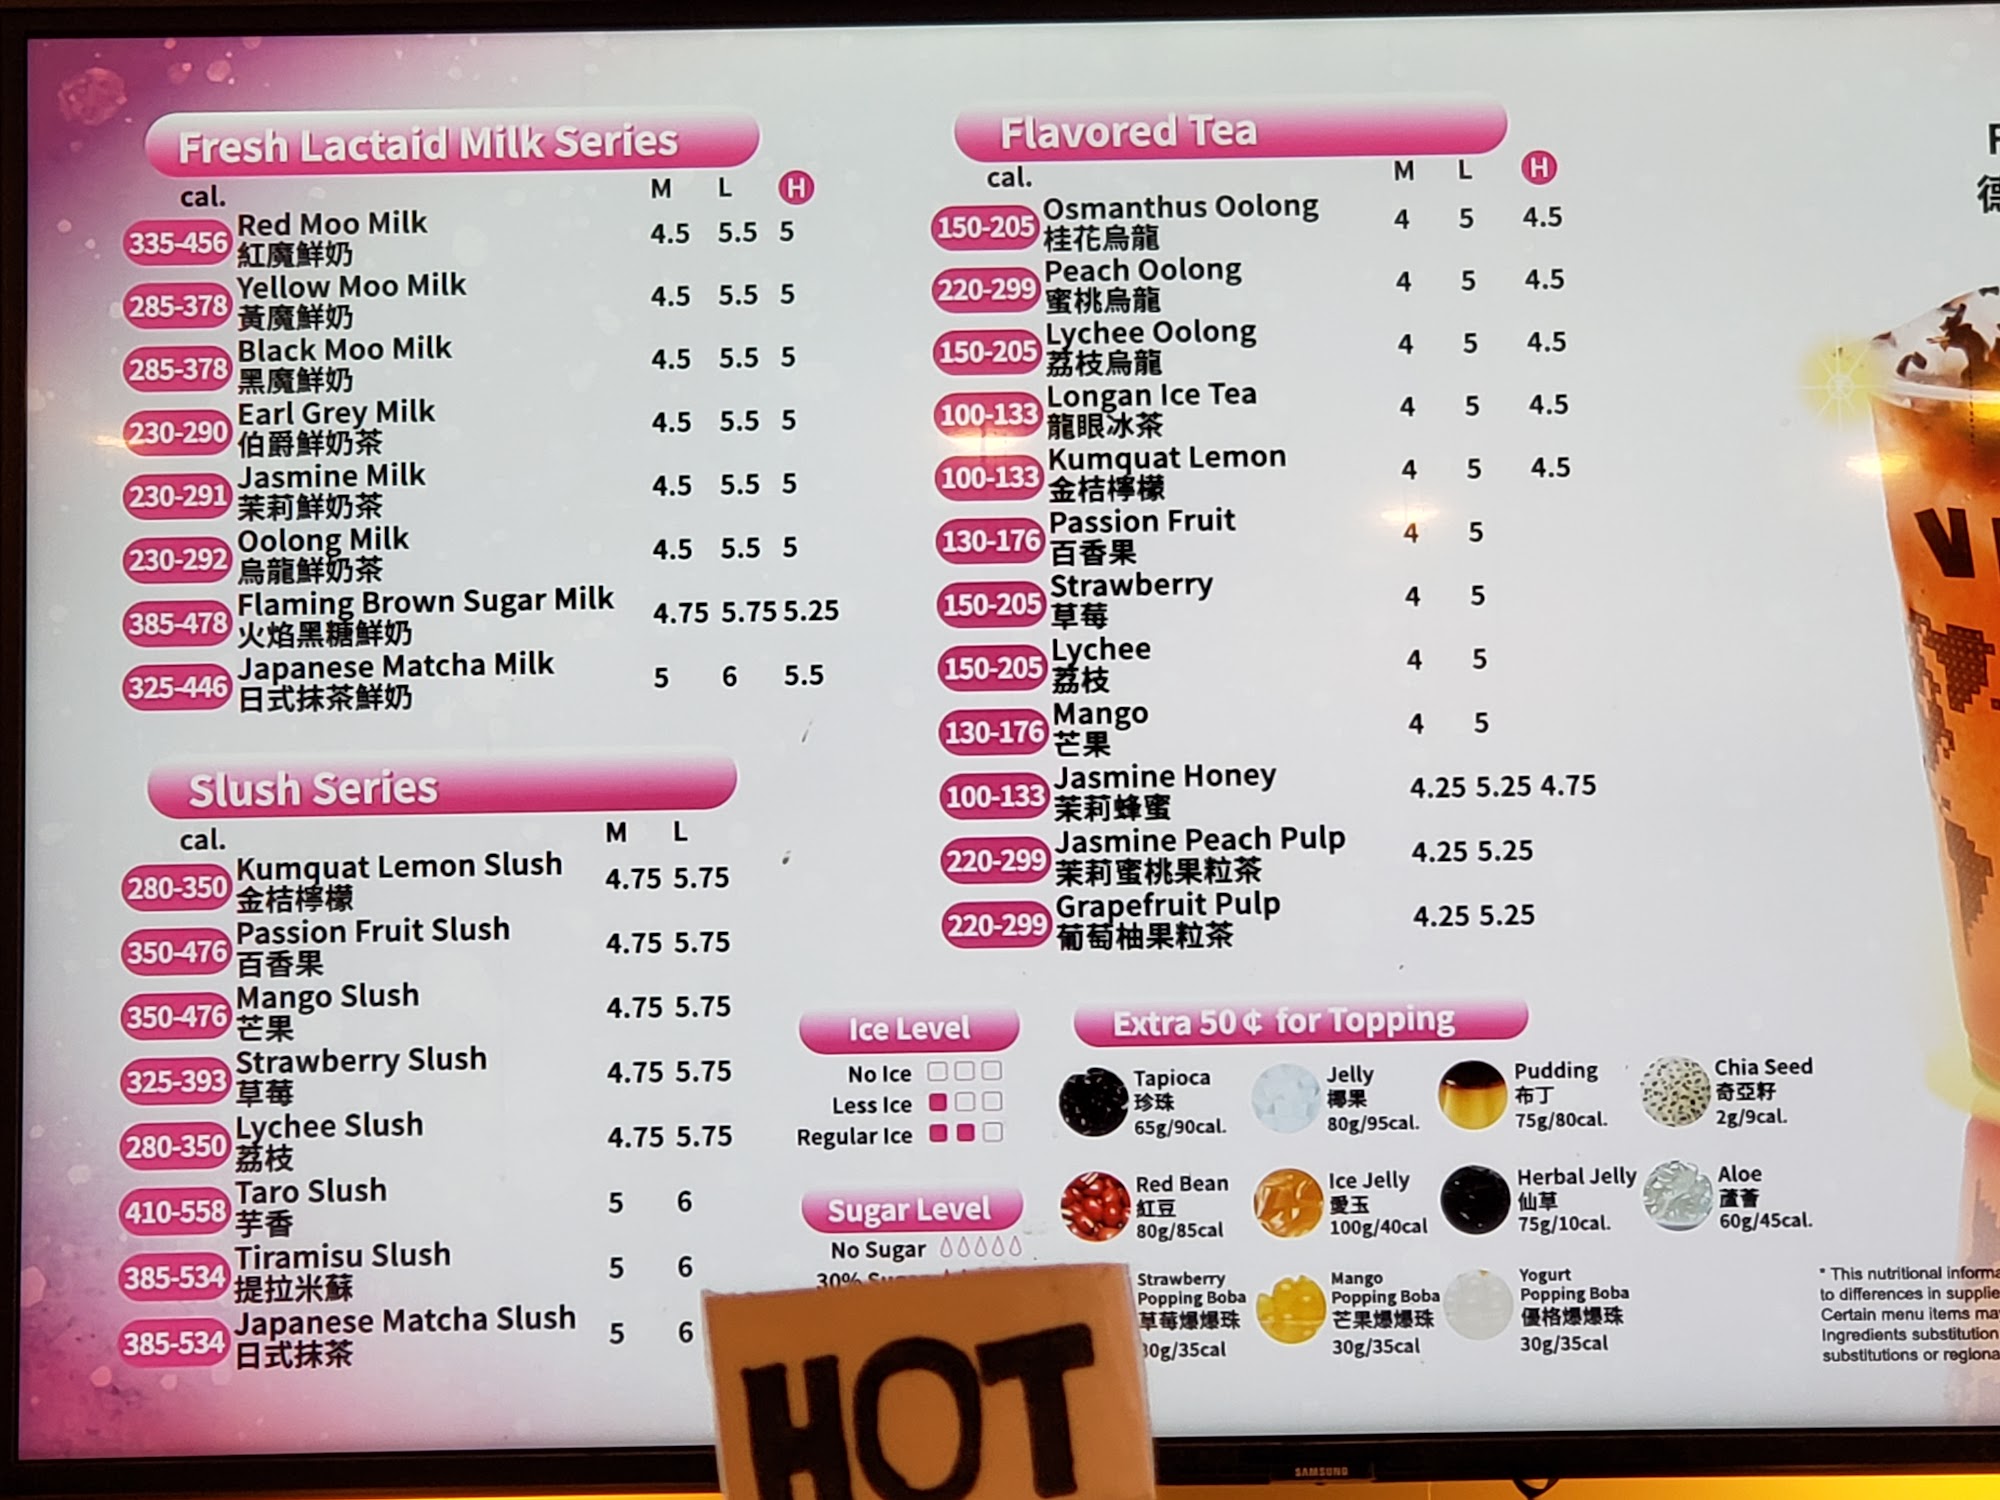 Fresh Lactaid Milk Series
cal. M L H
335-456 Red Moo Milk 4.5 5.5 5
紅魔鮮奶
285-378 Yellow Moo Milk 4.5 5.5 5
黃魔鮮奶
285-378 Black Moo Milk 4.5 5.5 5
黑魔鮮奶
230-290 Earl Grey Milk 4.5 5.5 5
伯爵鮮奶茶
230-291 Jasmine Milk 4.5 5.5 5
茉莉鮮奶茶
230-292 Oolong Milk 4.5 5.5 5
烏龍鮮奶茶
385-478 Flaming Brown Sugar Milk 4.75 5.75 5.25
火焰黑糖鮮奶
325-446 Japanese Matcha Milk 5 6 5.5
日式抹茶鮮奶
Slush Series
cal. M L
280-350 Kumquat Lemon Slush 4.75 5.75
金桔檸檬
350-476 Passion Fruit Slush 4.75 5.75
百香果
350-476 Mango Slush 4.75 5.75
芒果
325-393 Strawberry Slush 4.75 5.75
草莓
280-350 Lychee Slush 4.75 5.75
荔枝
410-558 Taro Slush 5 6
芋香
385-534 Tiramisu Slush 5 6
提拉米蘇
385-534 Japanese Matcha Slush 5 6
日式抹茶
Flavored Tea
cal. M L H
150-205 Osmanthus Oolong 4 5 4.5
桂花烏龍
220-299 Peach Oolong 4 5 4.5
蜜桃烏龍
150-205 Lychee Oolong 4 5 4.5
荔枝烏龍
100-133 Longan Ice Tea 4 5 4.5
龍眼冰茶
100-133 Kumquat Lemon 4 5 4.5
金桔檸檬
130-176 Passion Fruit 4 5
百香果
150-205 Strawberry 4 5
草莓
150-205 Lychee 4 5
荔枝
130-176 Mango 4 5
芒果
100-133 Jasmine Honey 4.25 5.25 4.75
茉莉蜂蜜
220-299 Jasmine Peach Pulp 4.25 5.25
茉莉蜜桃果粒茶
220-299 Grapefruit Pulp 4.25 5.25
葡萄柚果粒茶
Ice Level
No Ice
Less Ice
Regular Ice
Sugar Level
No Sugar
30%
Extra 50¢ for Topping
Tapioca
珍珠
65g/90cal.
Jelly
椰果
80g/95cal.
Pudding
布丁
75g/80cal.
Chia Seed
奇亞籽
2g/9cal.
Red Bean
紅豆
80g/85cal
Ice Jelly
愛玉
100g/40cal
Herbal Jelly
仙草
75g/10cal.
Aloe
蘆薈
60g/45cal.
Strawberry
Popping Boba
草莓爆爆珠
30g/35cal
Mango
Popping Boba
芒果爆爆珠
30g/35cal
Yogurt
Popping Boba
優格爆爆珠
30g/35cal
德
* This nutritional
to differences in
Certain menu items
Ingredients substitution
substitutions or
HOT
SAMSUNG